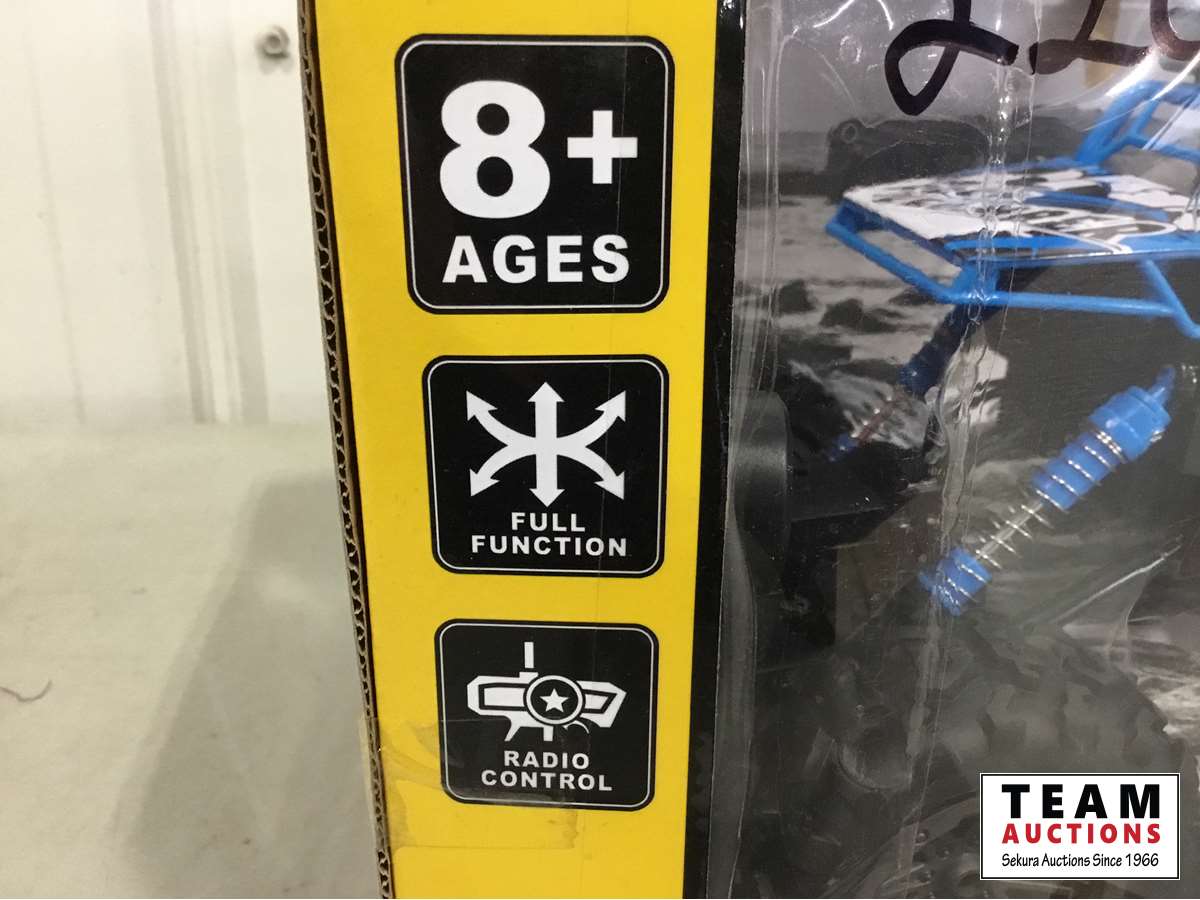 8+
AGES
FULL
FUNCTION
RADIO
CONTROL
TEAM
AUCTIONS
Sekura Auctions Since 1966